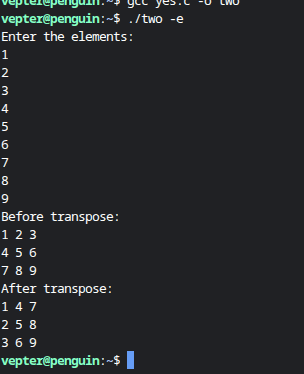 vepter@penguin:~$ gcc yes.c -o two
vepter@penguin:~$ ./two -e
Enter the elements:
1
2
3
4
5
6
7
8
9
Before transpose:
1 2 3
4 5 6
7 8 9
After transpose:
1 4 7
2 5 8
3 6 9
vepter@penguin:~$